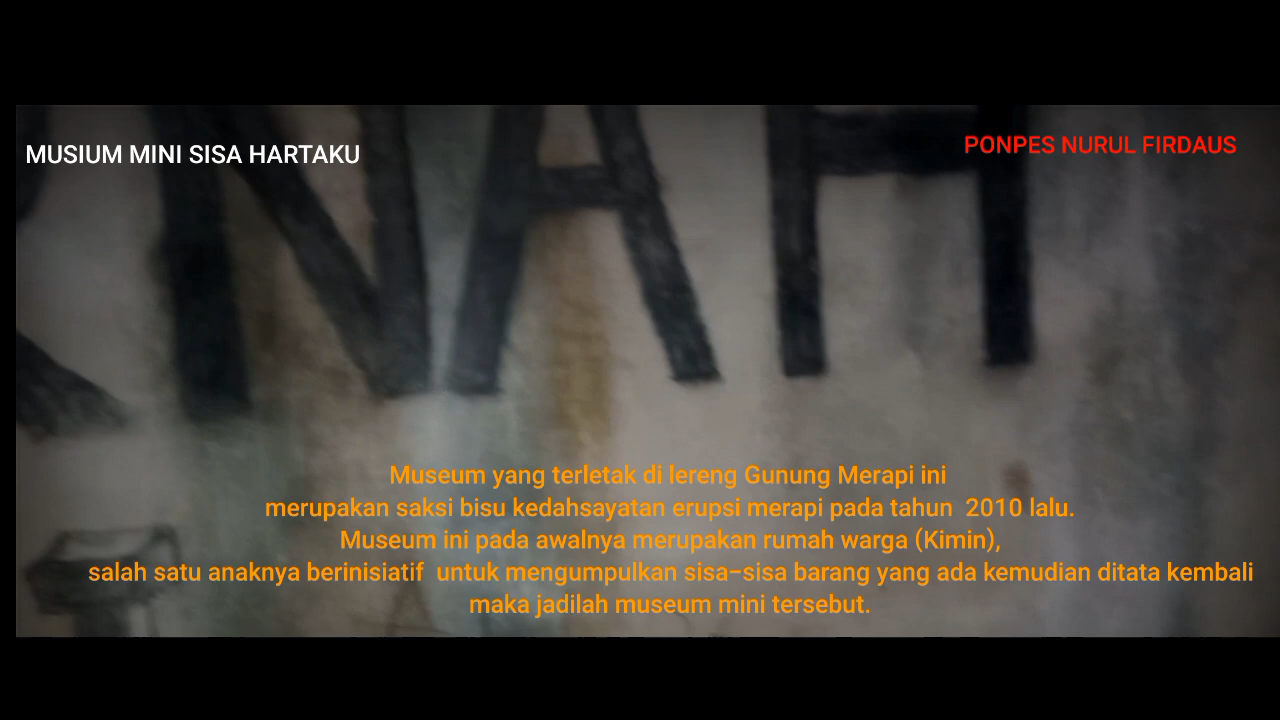 MUSIUM MINI SISA HARTAKU
PONPES NURUL FIRDAUS
NAH
Museum yang terletak di lereng Gunung Merapi ini
merupakan saksi bisu kedahsayatan erupsi merapi pada tahun 2010 lalu.
Museum ini pada awalnya merupakan rumah warga (Kimin),
salah satu anaknya berinisiatif untuk mengumpulkan sisa-sisa barang yang ada kemudian ditata kembali
maka jadilah museum mini tersebut.